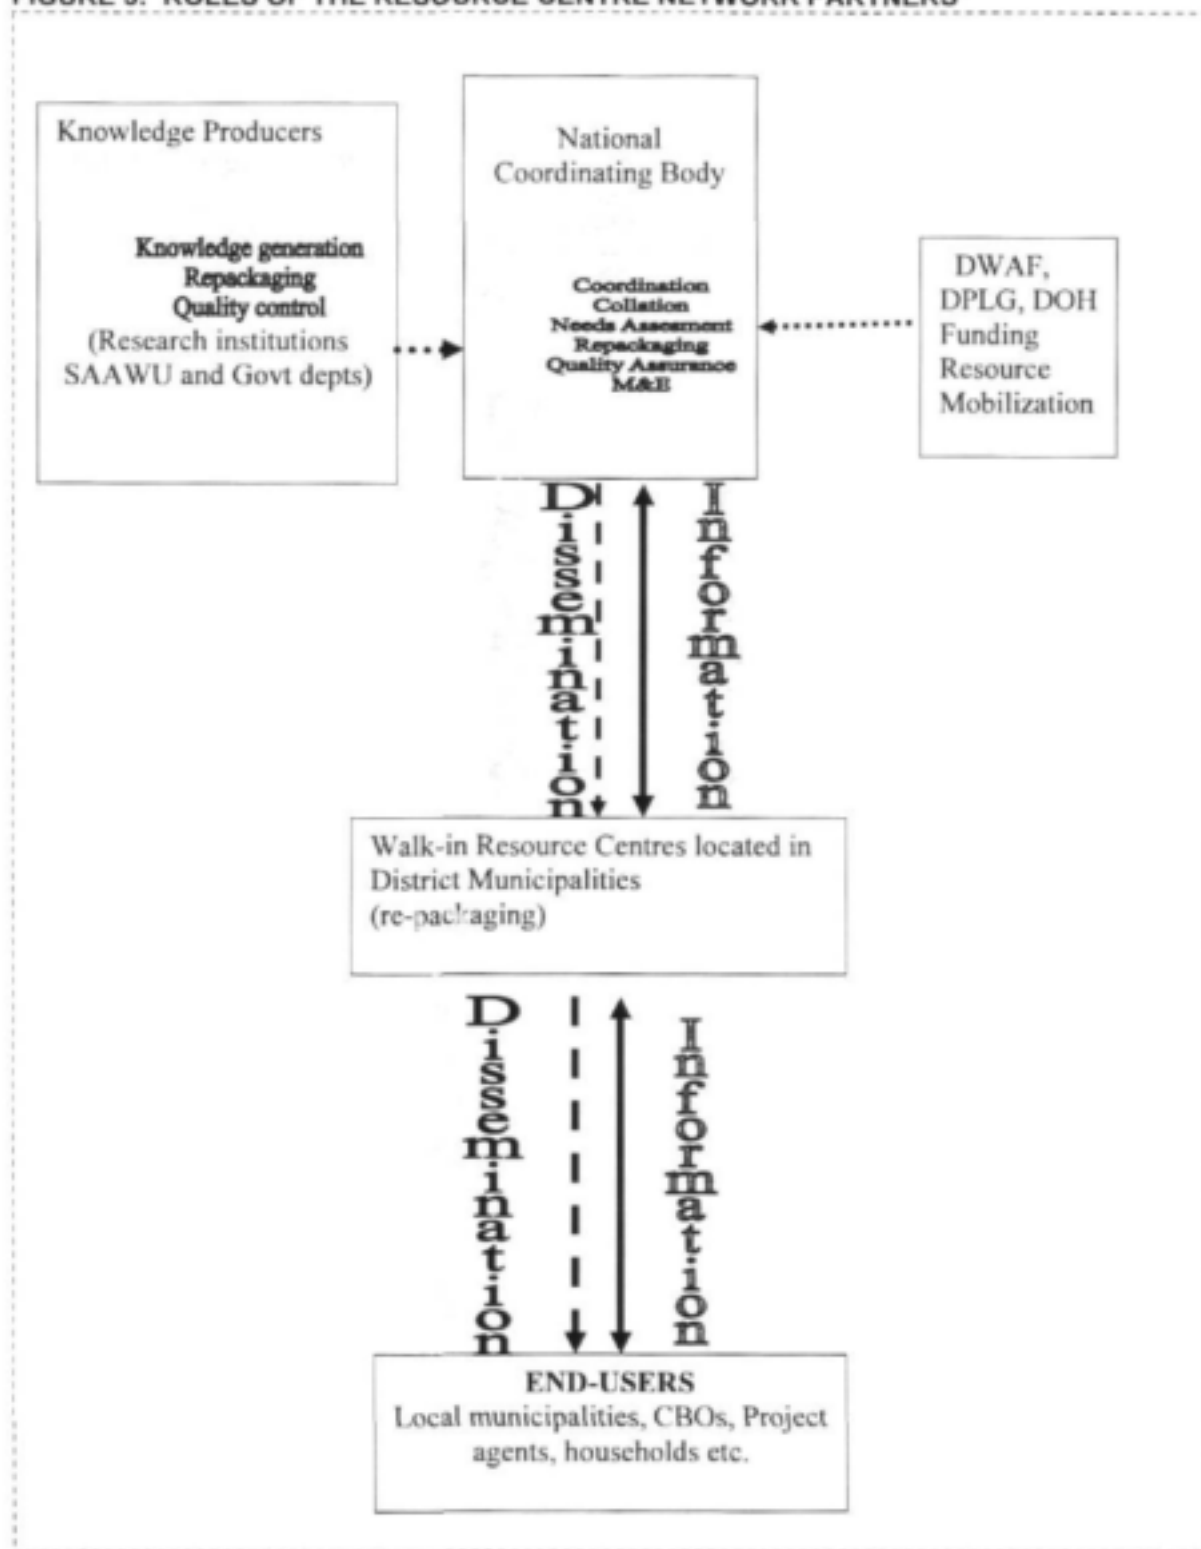 ROLES OF THE RESOURCE CENTRE NETWORK PARTNERS
Knowledge Producers
Knowledge generation
Repackaging
Quality control
(Research institutions
SAAWU and Govt depts)
National
Coordinating Body
Coordination
Collation
Needs Assesment
Repackaging
Quality Assurance
M&E
DWAF,
DPLG, DOH
Funding
Resource
Mobilization
Dissemination
Information
Walk-in Resource Centres located in
District Municipalities
(re-packaging)
Dissemination
Information
END-USERS
Local municipalities, CBOs, Project
agents, households etc.